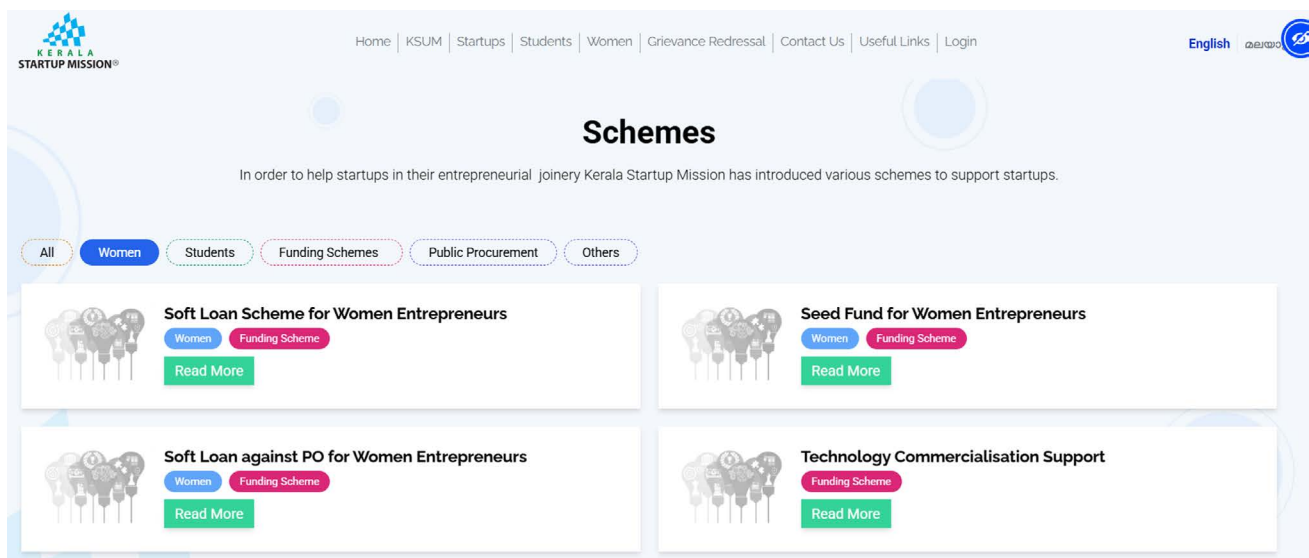 KERALA
STARTUP MISSION®
Home | KSUM | Startups | Students | Women | Grievance Redressal | Contact Us | Useful Links | Login
English
Schemes
In order to help startups in their entrepreneurial joinery Kerala Startup Mission has introduced various schemes to support startups.
All Women Students Funding Schemes Public Procurement Others
Soft Loan Scheme for Women Entrepreneurs
Women Funding Scheme
Read More
Seed Fund for Women Entrepreneurs
Women Funding Scheme
Read More
Soft Loan against PO for Women Entrepreneurs
Women Funding Scheme
Read More
Technology Commercialisation Support
Funding Scheme
Read More